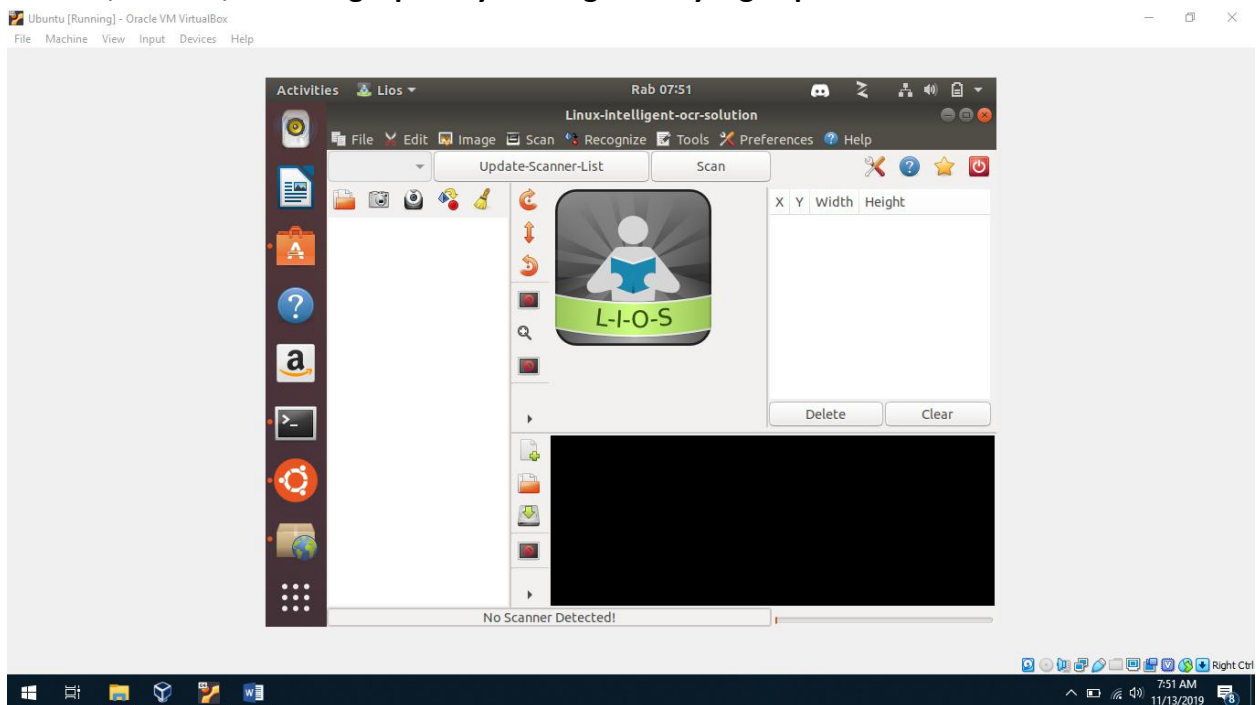 Ubuntu [Running] - Oracle VM VirtualBox
File Machine View Input Devices Help
Activities Lios Rab 07:51
Linux-intelligent-ocr-solution
File Edit Image Scan Recognize Tools Preferences Help
Update-Scanner-List Scan
X Y Width Height
L-I-O-S
Delete Clear
No Scanner Detected!
Right Ctrl
7:51 AM
11/13/2019